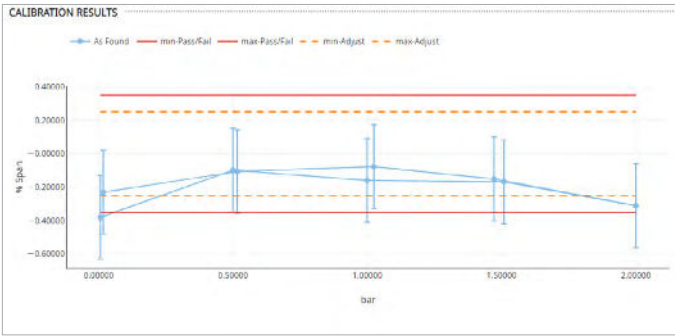 CALIBRATION RESULTS
As Found min-Pass/Fail max-Pass/Fail min-Adjust max-Adjust
0.40000
0.20000
−0.00000
−0.20000
−0.40000
−0.60000
% Span
0.00000 0.50000 1.00000 1.50000 2.00000
bar